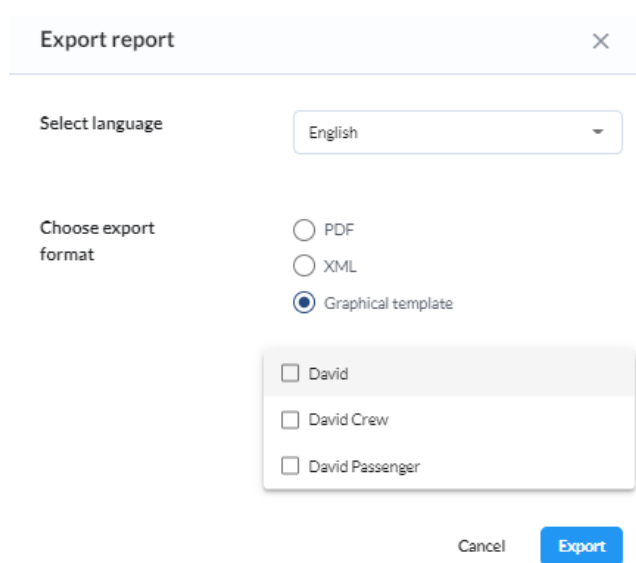 Export report
Select language
English
Choose export
format
PDF
XML
Graphical template
David
David Crew
David Passenger
Cancel
Export